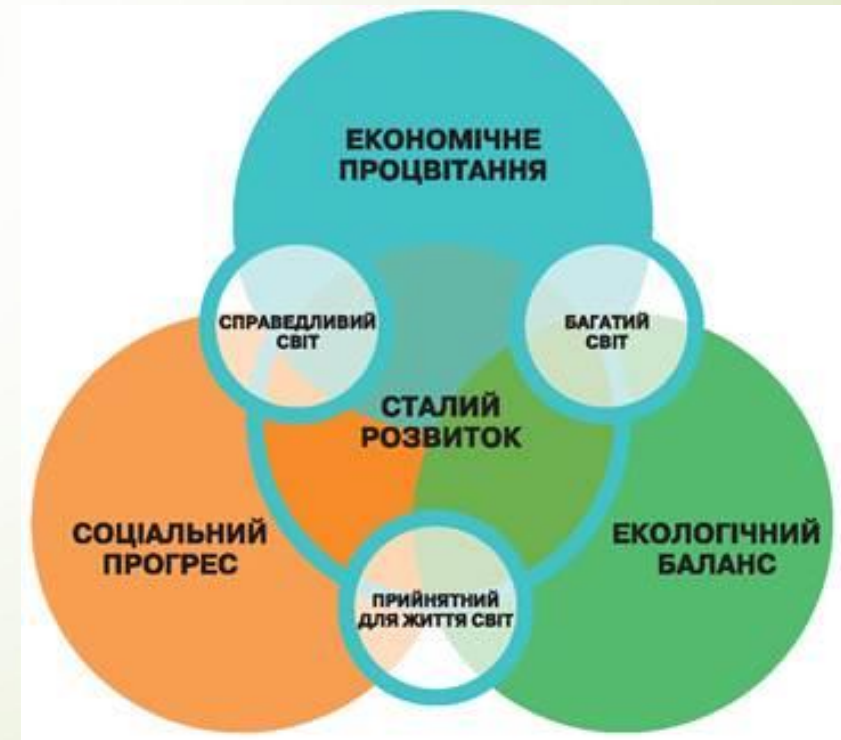 ЕКОНОМІЧНЕ
ПРОЦВІТАННЯ
СПРАВЕДЛИВИЙ
СВІТ
БАГАТИЙ
СВІТ
СТАЛИЙ
РОЗВИТОК
СОЦІАЛЬНИЙ
ПРОГРЕС
ЕКОЛОГІЧНИЙ
БАЛАНС
ПРИЙНЯТНИЙ
ДЛЯ ЖИТТЯ СВІТ